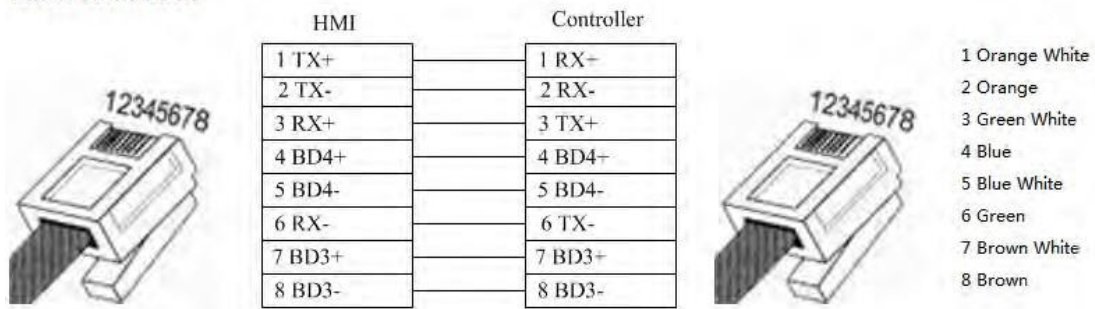 HMI
Controller
1 TX+
1 RX+
2 TX-
2 RX-
3 RX+
3 TX+
4 BD4+
4 BD4+
5 BD4-
5 BD4-
6 RX-
6 TX-
7 BD3+
7 BD3+
8 BD3-
8 BD3-
12345678
12345678
1 Orange White
2 Orange
3 Green White
4 Blue
5 Blue White
6 Green
7 Brown White
8 Brown